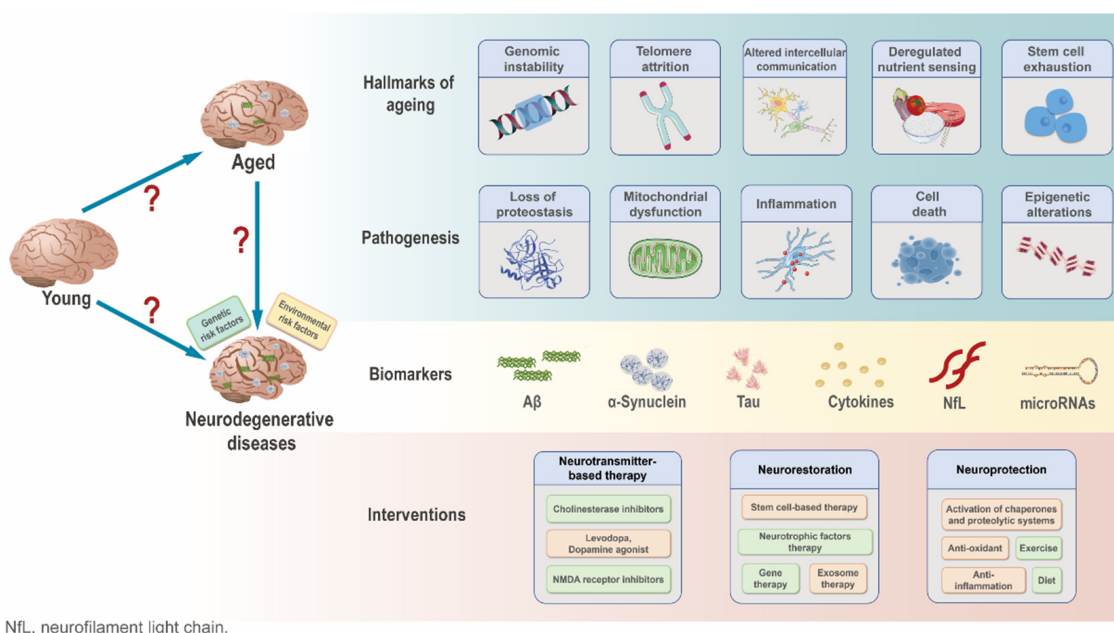 Hallmarks of
ageing
Genomic
instability
Telomere
attrition
Altered intercellular
communication
Deregulated
nutrient sensing
Stem cell
exhaustion
Aged
?
?
Young
?
Genetic
risk factors
Environmental
risk factors
Neurodegenerative
diseases
Pathogenesis
Loss of
proteostasis
Mitochondrial
dysfunction
Inflammation
Cell
death
Epigenetic
alterations
Biomarkers
Aβ
α-Synuclein
Tau
Cytokines
NfL
microRNAs
Interventions
Neurotransmitter-
based therapy
Cholinesterase inhibitors
Levodopa,
Dopamine agonist
NMDA receptor inhibitors
Neurorestoration
Stem cell-based therapy
Neurotrophic factors
therapy
Gene
therapy
Exosome
therapy
Neuroprotection
Activation of chaperones
and proteolytic systems
Anti-oxidant
Exercise
Anti-
inflammation
Diet
NfL, neurofilament light chain.